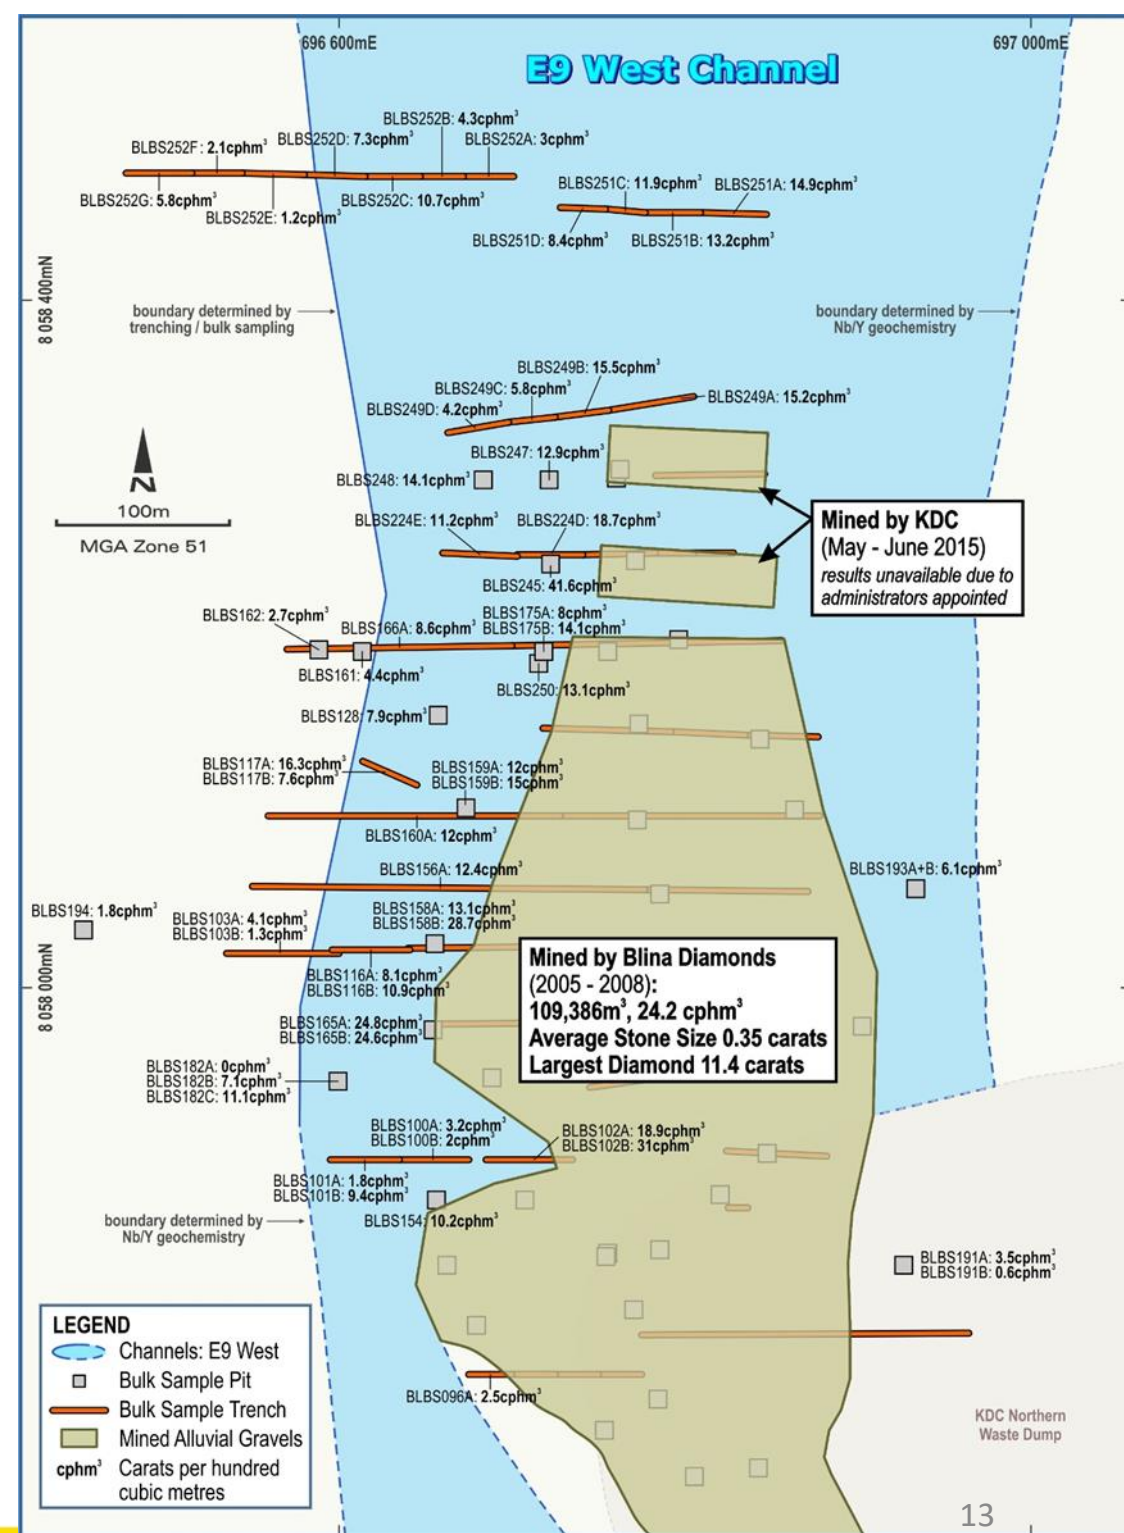 696 600mE
697 000mE
E9 West Channel
BLBS252B: 4.3cphm³
BLBS252F: 2.1cphm³
BLBS252D: 7.3cphm³
BLBS252A: 3cphm³
BLBS252G: 5.8cphm³
BLBS252E: 1.2cphm³
BLBS252C: 10.7cphm³
BLBS251C: 11.9cphm³
BLBS251A: 14.9cphm³
BLBS251D: 8.4cphm³
BLBS251B: 13.2cphm³
8 058 400mN
boundary determined by
trenching / bulk sampling
boundary determined by
Nb/Y geochemistry
BLBS249B: 15.5cphm³
BLBS249C: 5.8cphm³
BLBS249D: 4.2cphm³
BLBS249A: 15.2cphm³
BLBS247: 12.9cphm³
BLBS248: 14.1cphm³
N
100m
MGA Zone 51
BLBS224E: 11.2cphm³
BLBS224D: 18.7cphm³
Mined by KDC
(May - June 2015)
results unavailable due to
administrators appointed
BLBS245: 41.6cphm³
BLBS162: 2.7cphm³
BLBS166A: 8.6cphm³
BLBS175A: 8cphm³
BLBS175B: 14.1cphm³
BLBS161: 4.4cphm³
BLBS250: 13.1cphm³
BLBS128: 7.9cphm³
BLBS117A: 16.3cphm³
BLBS117B: 7.6cphm³
BLBS159A: 12cphm³
BLBS159B: 15cphm³
BLBS160A: 12cphm³
BLBS156A: 12.4cphm³
BLBS193A+B: 6.1cphm³
BLBS194: 1.8cphm³
BLBS103A: 4.1cphm³
BLBS103B: 1.3cphm³
BLBS158A: 13.1cphm³
BLBS158B: 28.7cphm³
BLBS116A: 8.1cphm³
BLBS116B: 10.9cphm³
8 058 000mN
Mined by Blina Diamonds
(2005 - 2008):
109,386m³, 24.2 cphm³
Average Stone Size 0.35 carats
Largest Diamond 11.4 carats
BLBS165A: 24.8cphm³
BLBS165B: 24.6cphm³
BLBS182A: 0cphm³
BLBS182B: 7.1cphm³
BLBS182C: 11.1cphm³
BLBS100A: 3.2cphm³
BLBS100B: 2cphm³
BLBS102A: 18.9cphm³
BLBS102B: 31cphm³
BLBS101A: 1.8cphm³
BLBS101B: 9.4cphm³
BLBS154: 10.2cphm³
boundary determined by
Nb/Y geochemistry
BLBS191A: 3.5cphm³
BLBS191B: 0.6cphm³
LEGEND
Channels: E9 West
Bulk Sample Pit
Bulk Sample Trench
Mined Alluvial Gravels
cphm³ Carats per hundred
cubic metres
BLBS096A: 2.5cphm³
KDC Northern
Waste Dump
13